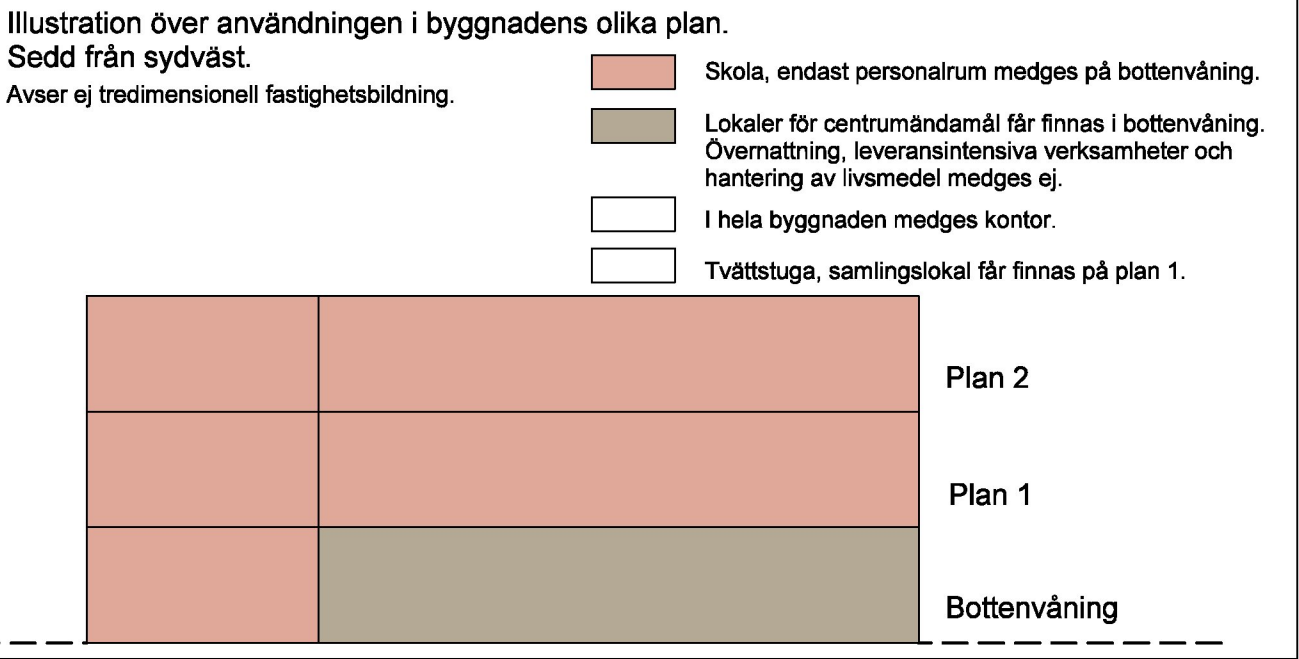 Illustration över användningen i byggnadens olika plan.
Sedd från sydväst.
Avser ej tredimensionell fastighetsbildning.
Skola, endast personalrum medges på bottenvåning.
Lokaler för centrumändamål får finnas i bottenvåning.
Övernattning, leveransintensiva verksamheter och
hantering av livsmedel medges ej.
I hela byggnaden medges kontor.
Tvättstuga, samlingslokal får finnas på plan 1.
Plan 2
Plan 1
Bottenvåning